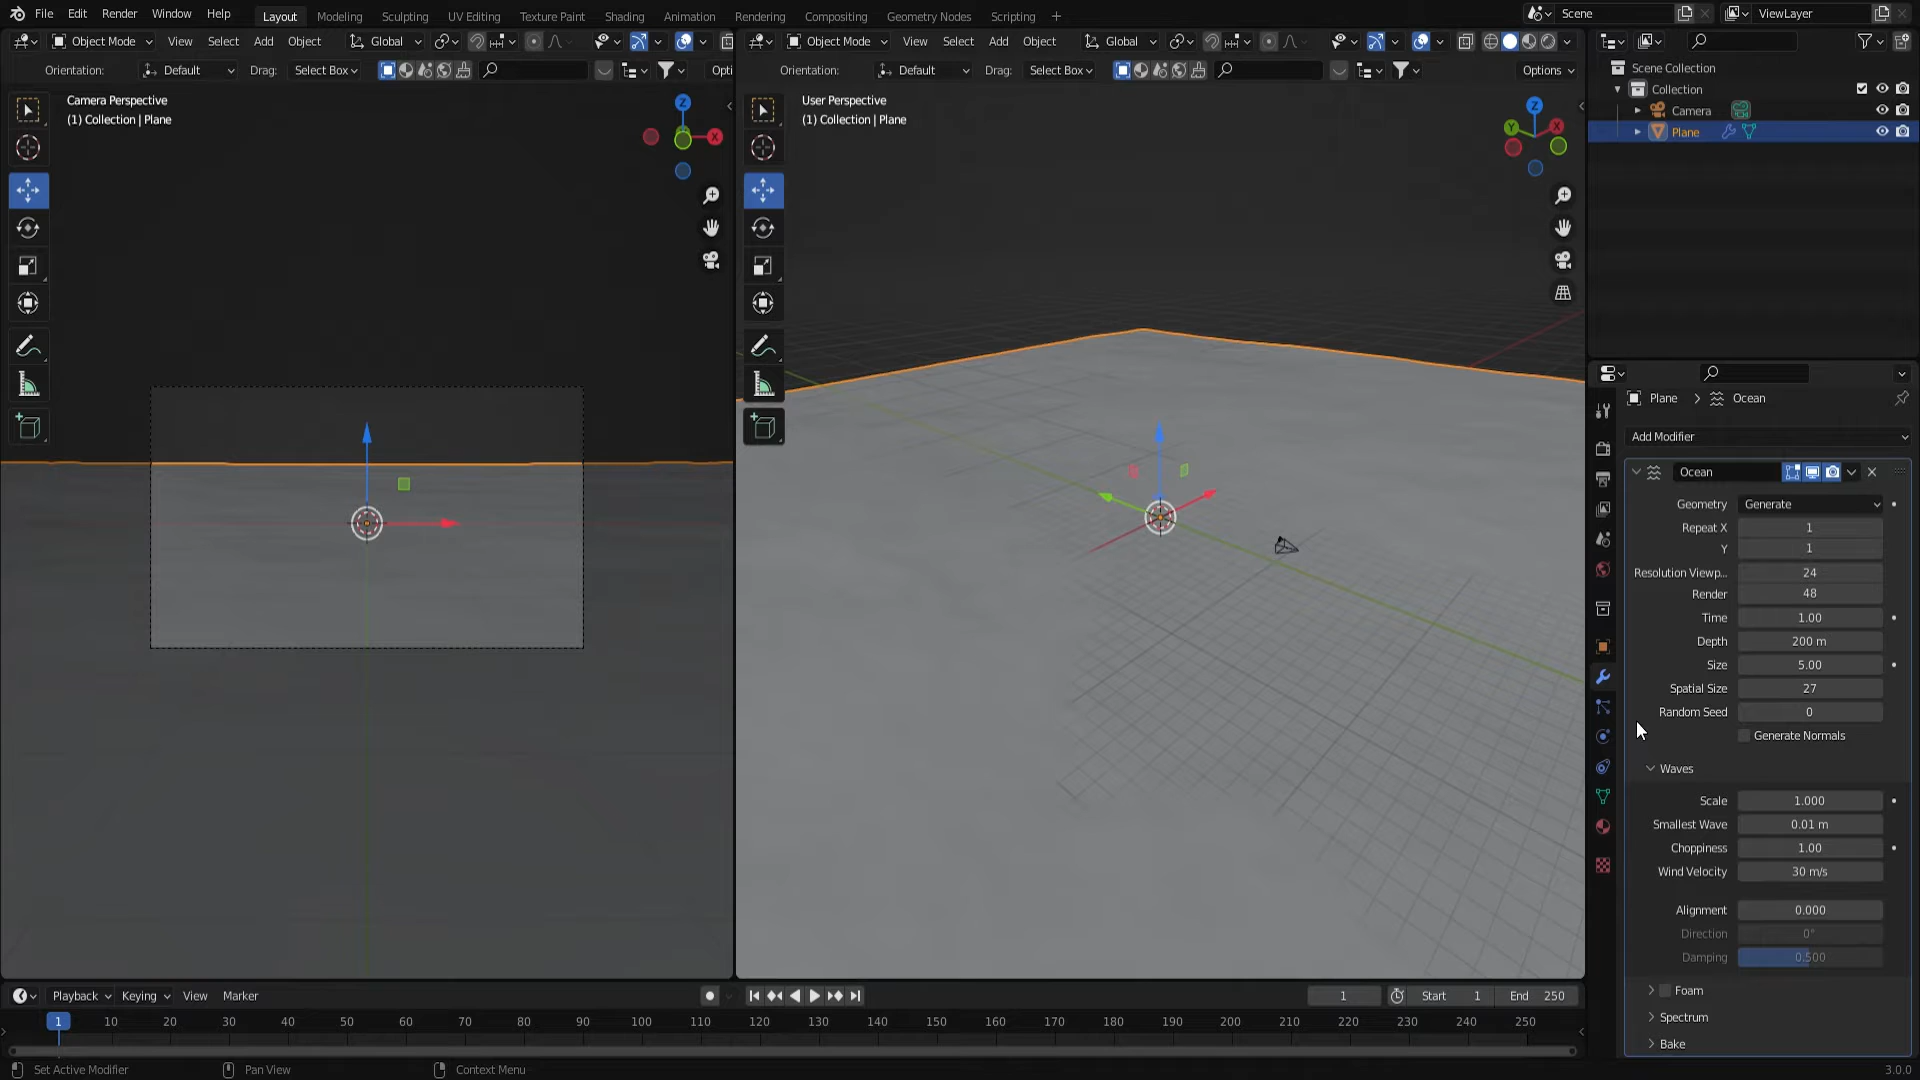 File Edit Render Window Help Layout Modeling Sculpting UV Editing Texture Paint Shading Animation Rendering Compositing Geometry Nodes Scripting + Scene ViewLayer
Object Mode View Select Add Object Global Object Mode View Select Add Object Global
Orientation: Default Drag: Select Box Opti Orientation: Default Drag: Select Box Options
Camera Perspective
(1) Collection | Plane
Z
X
User Perspective
(1) Collection | Plane
Z
Y
X
Scene Collection
Collection
Camera
Plane
Plane > Ocean
Add Modifier
Ocean
Geometry Generate
Repeat X 1
Y 1
Resolution Viewp... 24
Render 48
Time 1.00
Depth 200 m
Size 5.00
Spatial Size 27
Random Seed 0
Generate Normals
Waves
Scale 1.000
Smallest Wave 0.01 m
Choppiness 1.00
Wind Velocity 30 m/s
Alignment 0.000
Direction 0°
Damping 0.500
Foam
Spectrum
Bake
Playback Keying View Marker 1 Start 1 End 250
1 10 20 30 40 50 60 70 80 90 100 110 120 130 140 150 160 170 180 190 200 210 220 230 240 250
Set Active Modifier Pan View Context Menu 3.0.0